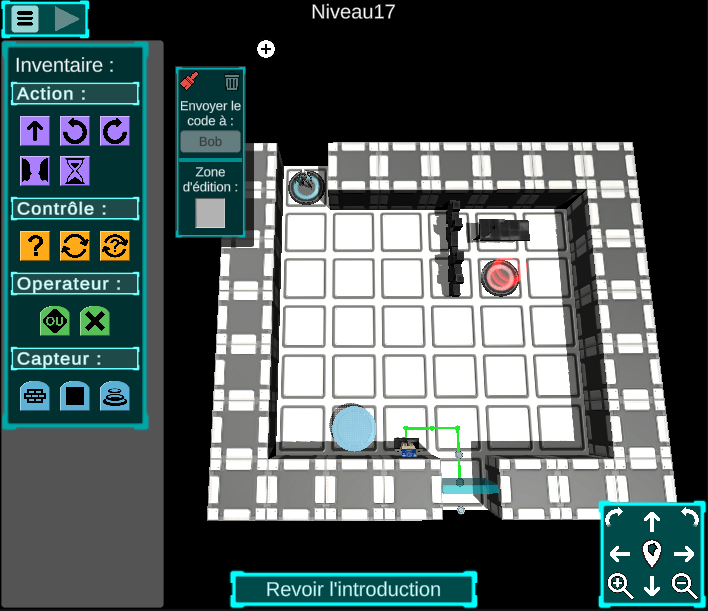 Niveau17
Inventaire :
Action :
Contrôle :
?
?
Operateur :
OU
Capteur :
Envoyer le
code à :
Bob
Zone
d'édition :
Revoir l'introduction